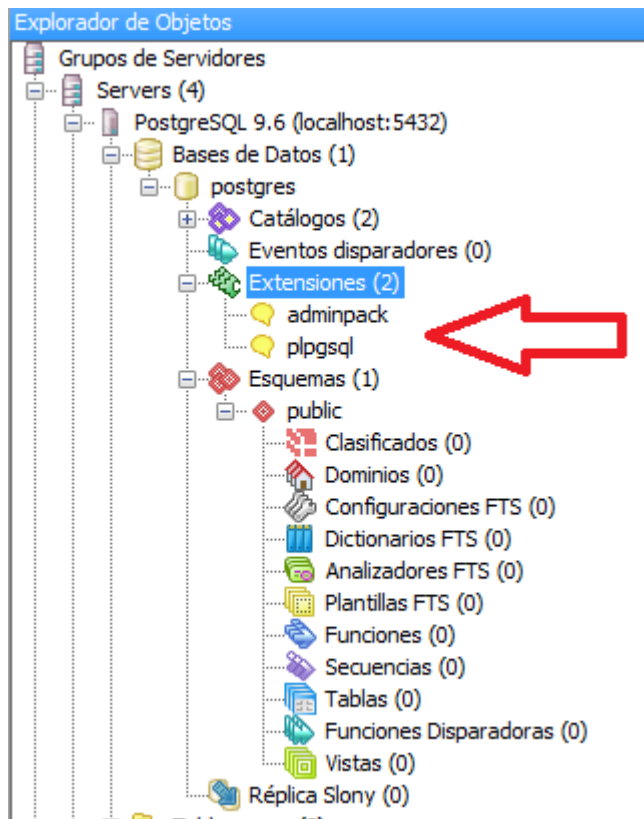 Explorador de Objetos
Grupos de Servidores
Servers (4)
PostgreSQL 9.6 (localhost:5432)
Bases de Datos (1)
postgres
Catálogos (2)
Eventos disparadores (0)
Extensiones (2)
adminpack
plpgsql
Esquemas (1)
public
Clasificados (0)
Dominios (0)
Configuraciones FTS (0)
Dictionarios FTS (0)
Analizadores FTS (0)
Plantillas FTS (0)
Funciones (0)
Secuencias (0)
Tablas (0)
Funciones Disparadoras (0)
Vistas (0)
Réplica Slony (0)